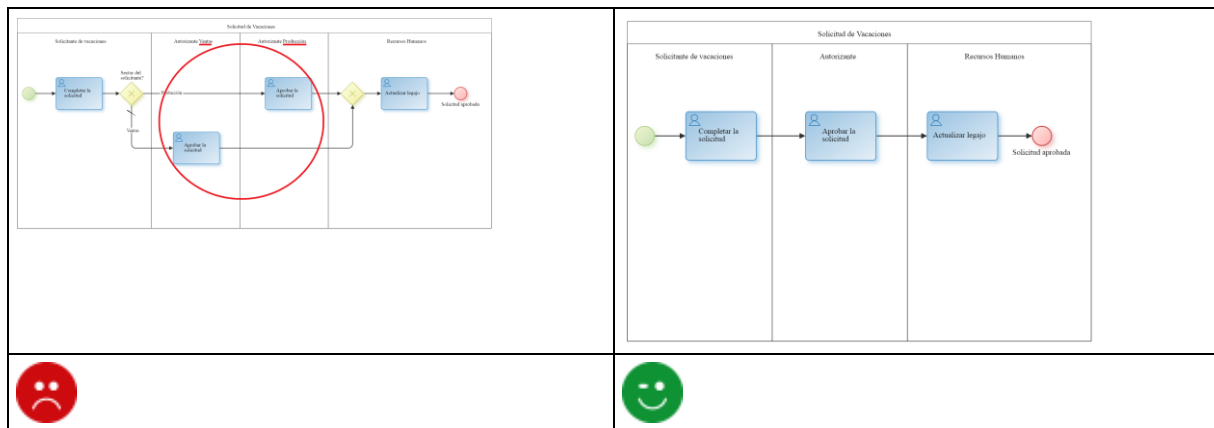 Solicitud de Vacaciones
Solicitante de vacaciones
Autorizante Ventas
Autorizante Producción
Recursos Humanos
Sector del
solicitante?
Completar la
solicitud
Producción
Aprobar la
solicitud
Actualizar legajo
Solicitud aprobada
Ventas
Aprobar la
solicitud
Solicitud de Vacaciones
Solicitante de vacaciones
Autorizante
Recursos Humanos
Completar la
solicitud
Aprobar la
solicitud
Actualizar legajo
Solicitud aprobada